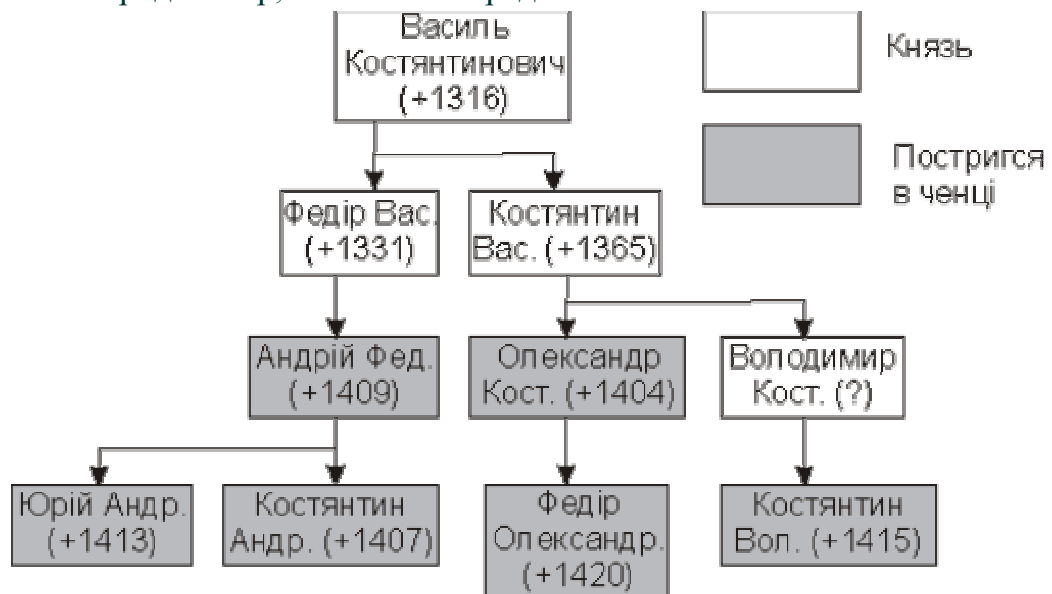 Василь
Костянтинович
(+1316)
Князь
Постригся
в ченці
Федір Вас.
(+1331)
Костянтин
Вас. (+1365)
Андрій Фед.
(+1409)
Олександр
Кост. (+1404)
Володимир
Кост. (?)
Юрій Андр.
(+1413)
Костянтин
Андр. (+1407)
Федір
Олександр.
(+1420)
Костянтин
Вол. (+1415)